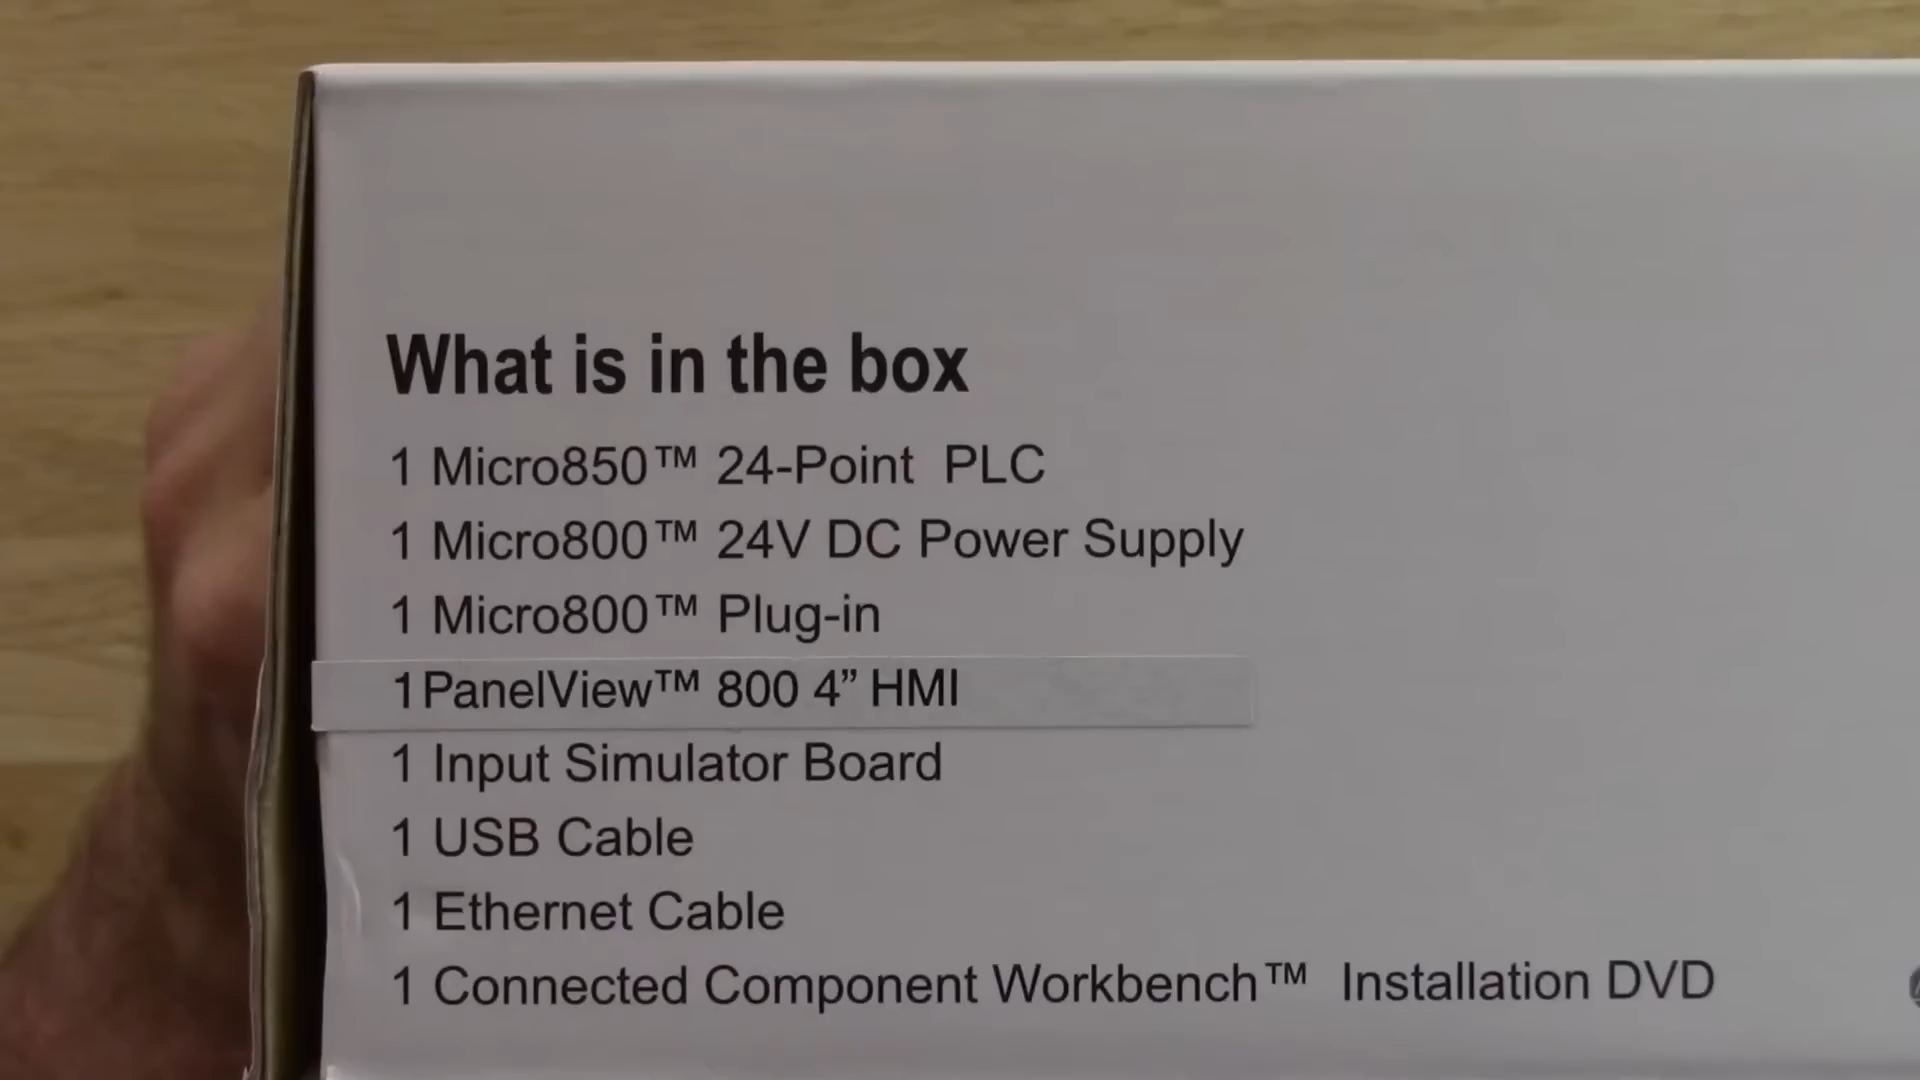 What is in the box
1 Micro850™ 24-Point PLC
1 Micro800™ 24V DC Power Supply
1 Micro800™ Plug-in
1PanelView™ 800 4” HMI
1 Input Simulator Board
1 USB Cable
1 Ethernet Cable
1 Connected Component Workbench™ Installation DVD